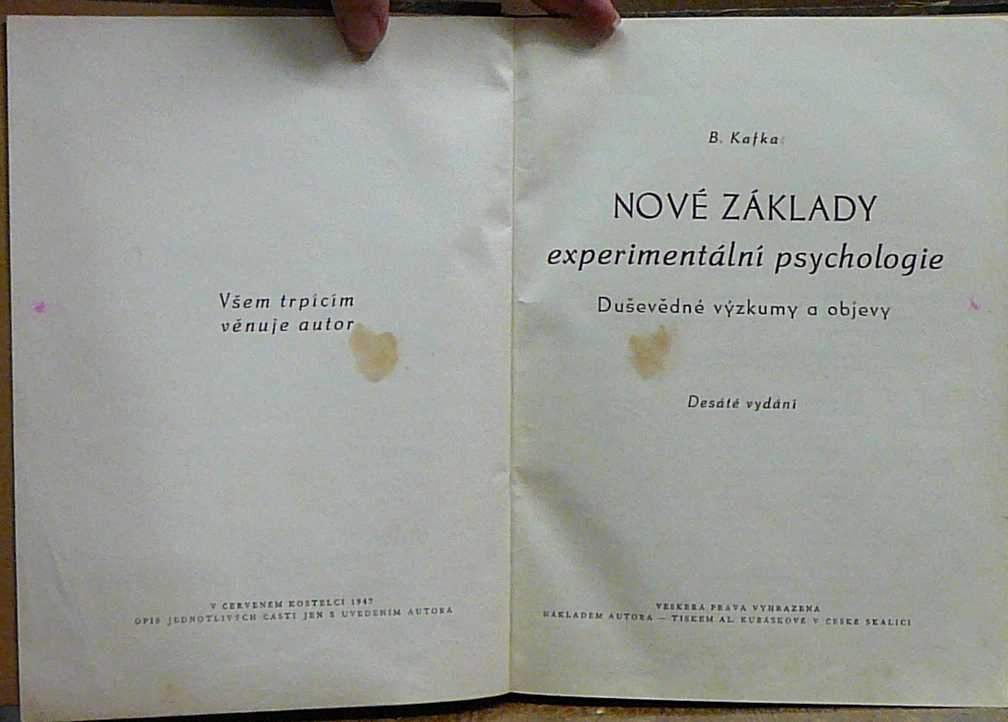 Všem trpícím
věnuje autor
V ČERVENÉM KOSTELCI 1947
OPIS JEDNOTLIVÝCH ČÁSTÍ JEN S UVEDENÍM AUTORA
B. Kafka:
NOVÉ ZÁKLADY
experimentální psychologie
Duševědné výzkumy a objevy
Desáté vydání
VEŠKERÁ PRÁVA VYHRAZENA
NÁKLADEM AUTORA — TISKEM AL. KUBÁSKOVÉ V ČESKÉ SKALICI